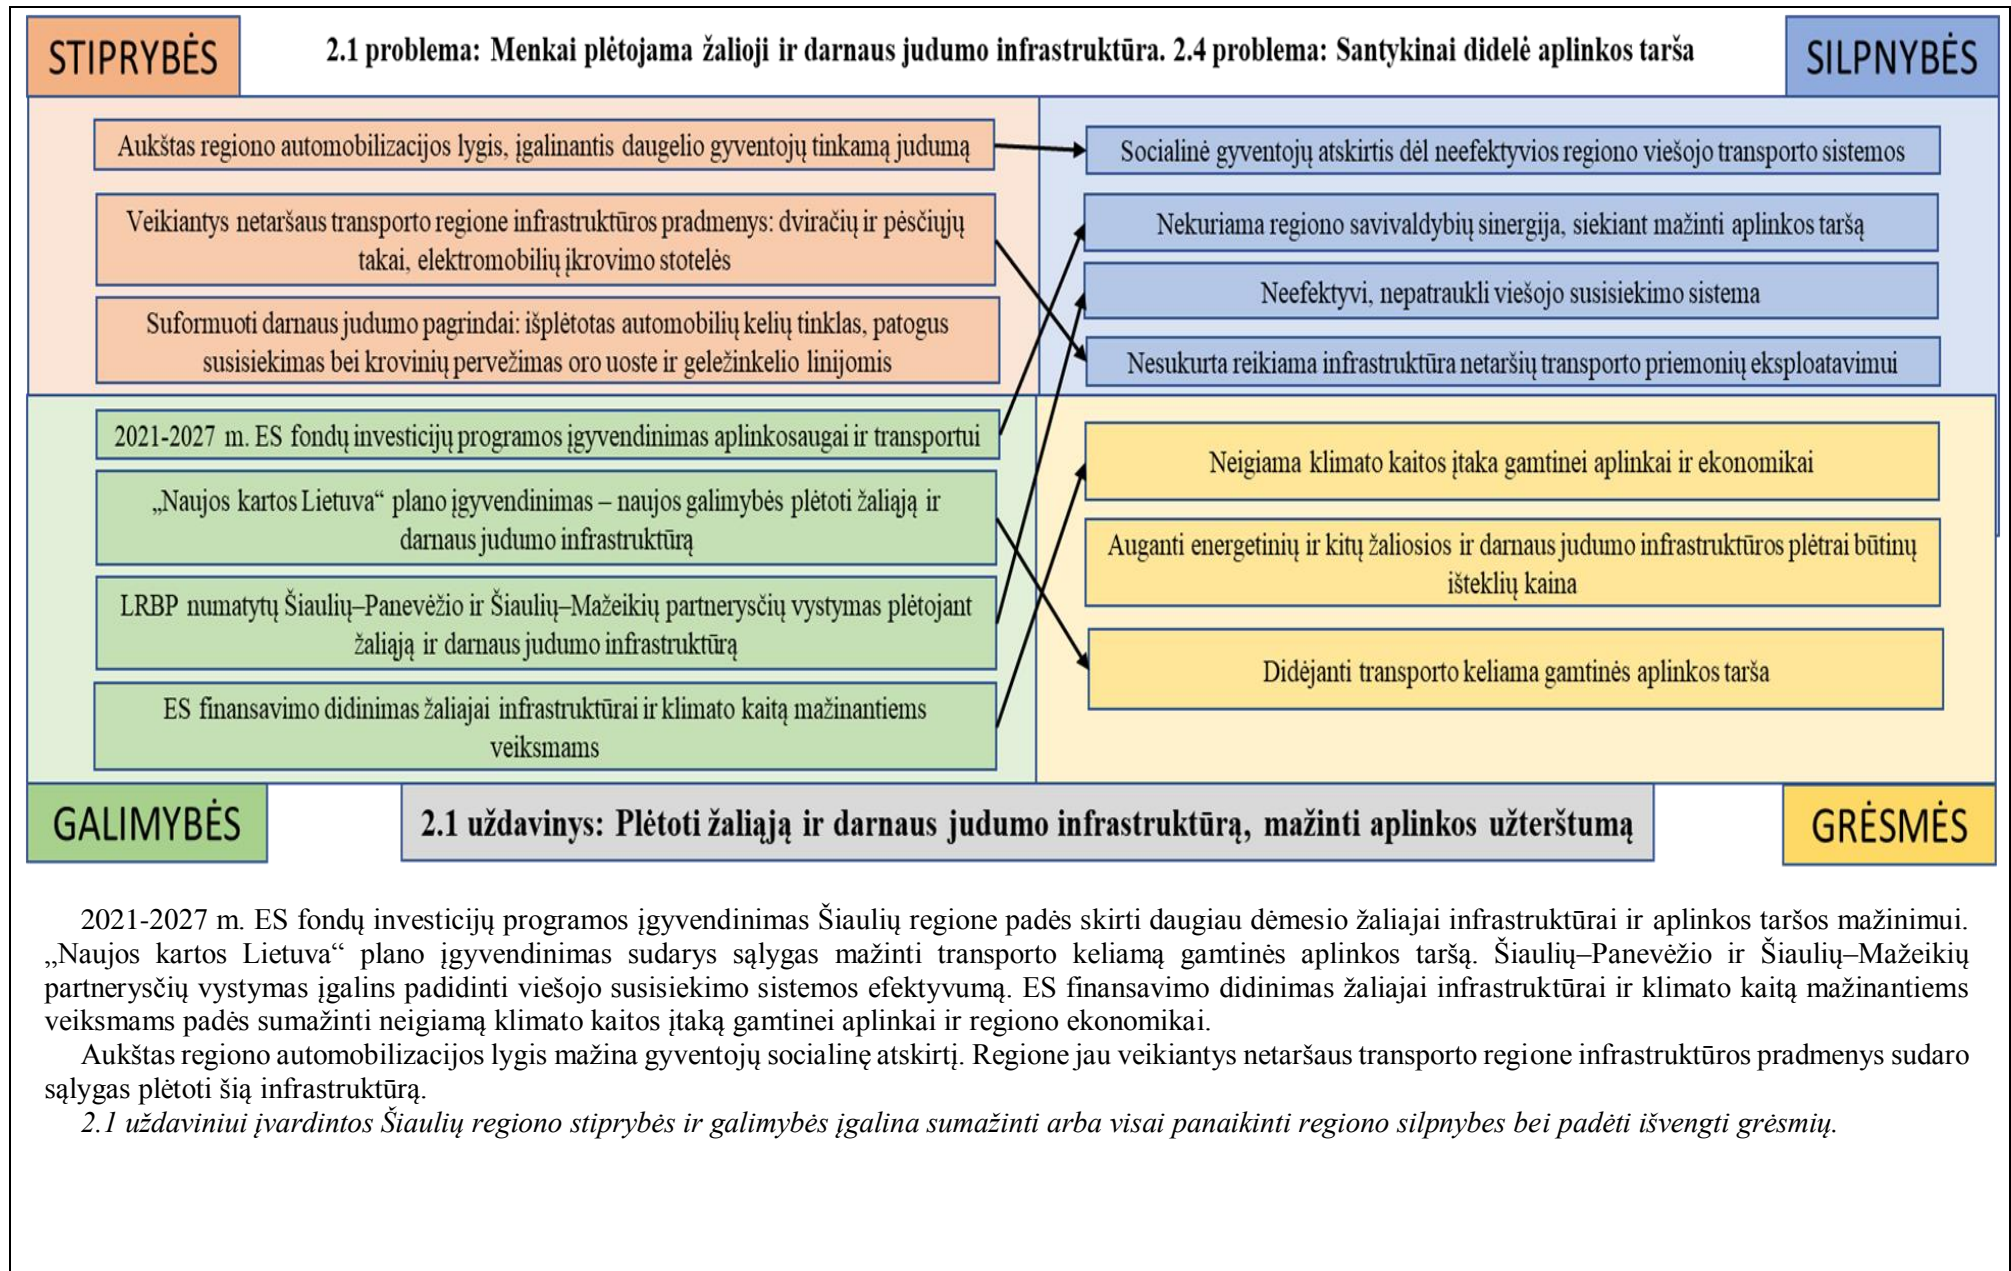 STIPRYBĖS
2.1 problema: Menkai plėtojama žalioji ir darnaus judumo infrastruktūra. 2.4 problema: Santykinai didelė aplinkos tarša
SILPNYBĖS
Aukštas regiono automobilizacijos lygis, įgalinantis daugelio gyventojų tinkamą judumą
Veikiantys netaršaus transporto regione infrastruktūros pradmenys: dviračių ir pėsčiųjų
takai, elektromobilių įkrovimo stotelės
Suformuoti darnaus judumo pagrindai: išplėtotas automobilių kelių tinklas, patogus
susisiekimas bei krovinių pervežimas oro uoste ir geležinkelio linijomis
Socialinė gyventojų atskirtis dėl neefektyvios regiono viešojo transporto sistemos
Nekuriama regiono savivaldybių sinergija, siekiant mažinti aplinkos taršą
Neefektyvi, nepatraukli viešojo susisiekimo sistema
Nesukurta reikiama infrastruktūra netaršių transporto priemonių eksploatavimui
2021-2027 m. ES fondų investicijų programos įgyvendinimas aplinkosaugai ir transportui
„Naujos kartos Lietuva“ plano įgyvendinimas – naujos galimybės plėtoti žaliąją ir
darnaus judumo infrastruktūrą
LRBP numatytų Šiaulių–Panevėžio ir Šiaulių–Mažeikių partnerysčių vystymas plėtojant
žaliąją ir darnaus judumo infrastruktūrą
ES finansavimo didinimas žaliajai infrastruktūrai ir klimato kaitą mažinantiems
veiksmams
Neigiama klimato kaitos įtaka gamtinei aplinkai ir ekonomikai
Auganti energetinių ir kitų žaliosios ir darnaus judumo infrastruktūros plėtrai būtinų
išteklių kaina
Didėjanti transporto keliama gamtinės aplinkos tarša
GALIMYBĖS
2.1 uždavinys: Plėtoti žaliąją ir darnaus judumo infrastruktūrą, mažinti aplinkos užterštumą
GRĖSMĖS
2021-2027 m. ES fondų investicijų programos įgyvendinimas Šiaulių regione padės skirti daugiau dėmesio žaliajai infrastruktūrai ir aplinkos taršos mažinimui.
„Naujos kartos Lietuva“ plano įgyvendinimas sudarys sąlygas mažinti transporto keliamą gamtinės aplinkos taršą. Šiaulių–Panevėžio ir Šiaulių–Mažeikių
partnerysčių vystymas įgalins padidinti viešojo susisiekimo sistemos efektyvumą. ES finansavimo didinimas žaliajai infrastruktūrai ir klimato kaitą mažinantiems
veiksmams padės sumažinti neigiamą klimato kaitos įtaką gamtinei aplinkai ir regiono ekonomikai.
Aukštas regiono automobilizacijos lygis mažina gyventojų socialinę atskirtį. Regione jau veikiantys netaršaus transporto regione infrastruktūros pradmenys sudaro
sąlygas plėtoti šią infrastruktūrą.
2.1 uždaviniui įvardintos Šiaulių regiono stiprybės ir galimybės įgalina sumažinti arba visai panaikinti regiono silpnybes bei padėti išvengti grėsmių.